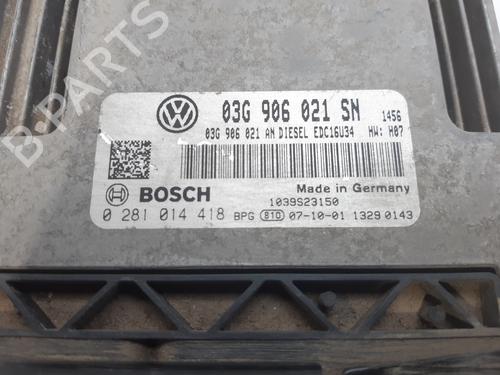 B-PARTS
03G 906 021 SN 1456
03G 906 021 AN DIESEL EDC16U34 HW: H07
BOSCH
Made in Germany
1039S23150
0 281 014 418 BPG 810 07-10-01 1329 0143